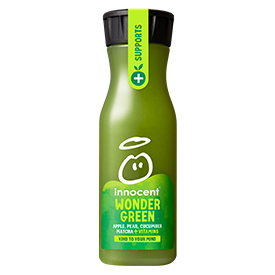 + SUPPORTS
innocent®
WONDER
GREEN
APPLE, PEAR, CUCUMBER
MATCHA + VITAMINS
KIND TO YOUR MIND